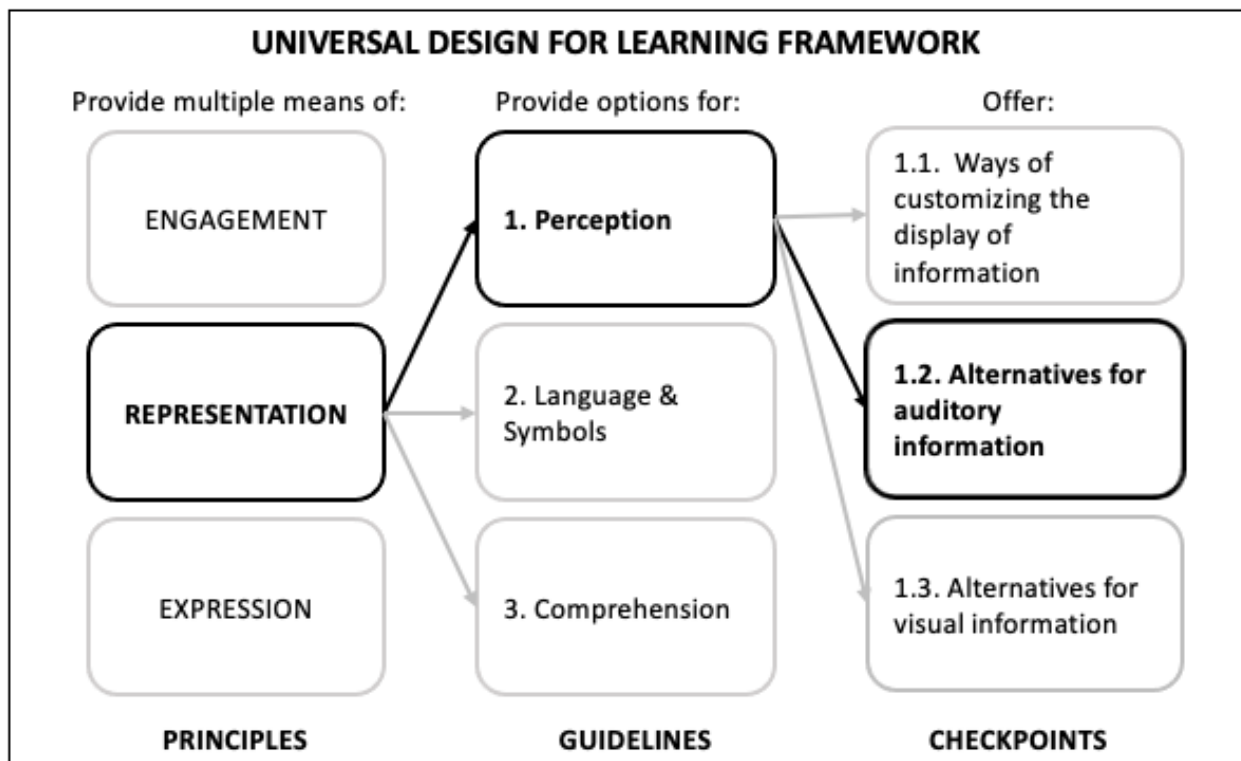 UNIVERSAL DESIGN FOR LEARNING FRAMEWORK
Provide multiple means of:
ENGAGEMENT
REPRESENTATION
EXPRESSION
PRINCIPLES
Provide options for:
1. Perception
2. Language &
Symbols
3. Comprehension
GUIDELINES
Offer:
1.1.  Ways of
customizing the
display of
information
1.2. Alternatives for
auditory
information
1.3. Alternatives for
visual information
CHECKPOINTS